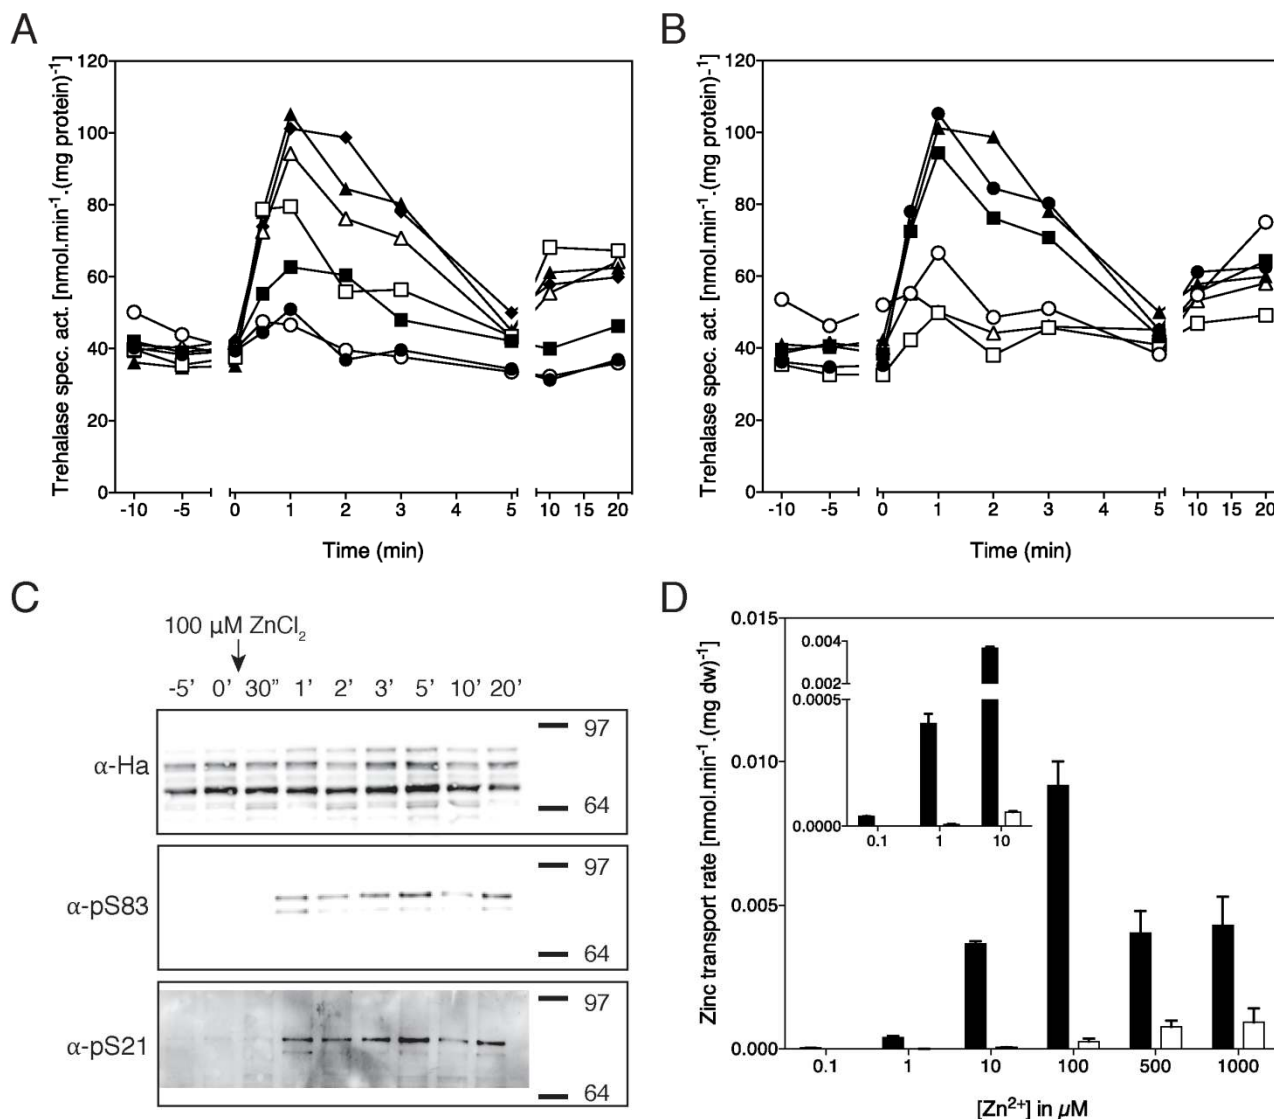 A
Trehalase spec. act. [nmol.min⁻¹.(mg protein)⁻¹]
120
100
80
60
40
20
0
-10 -5 0 1 2 3 4 5 10 15 20
Time (min)
B
Trehalase spec. act. [nmol.min⁻¹.(mg protein)-¹]
120
100
80
60
40
20
0
-10 -5 0 1 2 3 4 5 10 15 20
Time (min)
C
100 µM ZnCl₂
-5' 0' 30" 1' 2' 3' 5' 10' 20'
α-Ha
97
64
α-pS83
97
64
α-pS21
97
64
D
Zinc transport rate [nmol.min⁻¹.(mg dw)⁻¹]
0.015
0.010
0.005
0.000
0.004
0.002
0.0005
0.0000
0.1 1 10
0.1 1 10 100 500 1000
[Zn²⁺] in µM